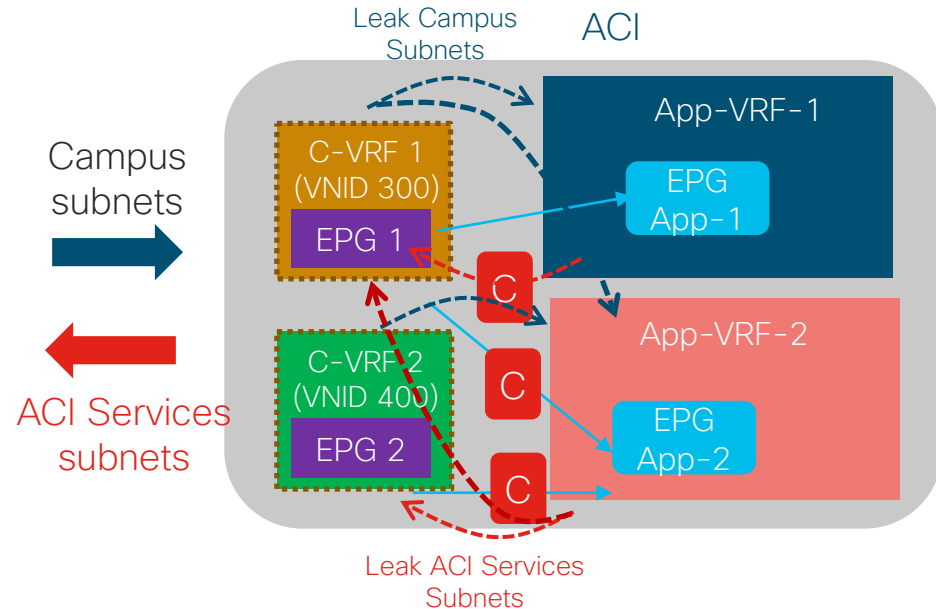 Leak Campus
Subnets
ACI
Campus
subnets
ACI Services
subnets
C-VRF 1
(VNID 300)
EPG 1
App-VRF-1
EPG
App-1
C
C-VRF 2
(VNID 400)
EPG 2
C
App-VRF-2
EPG
App-2
C
Leak ACI Services
Subnets